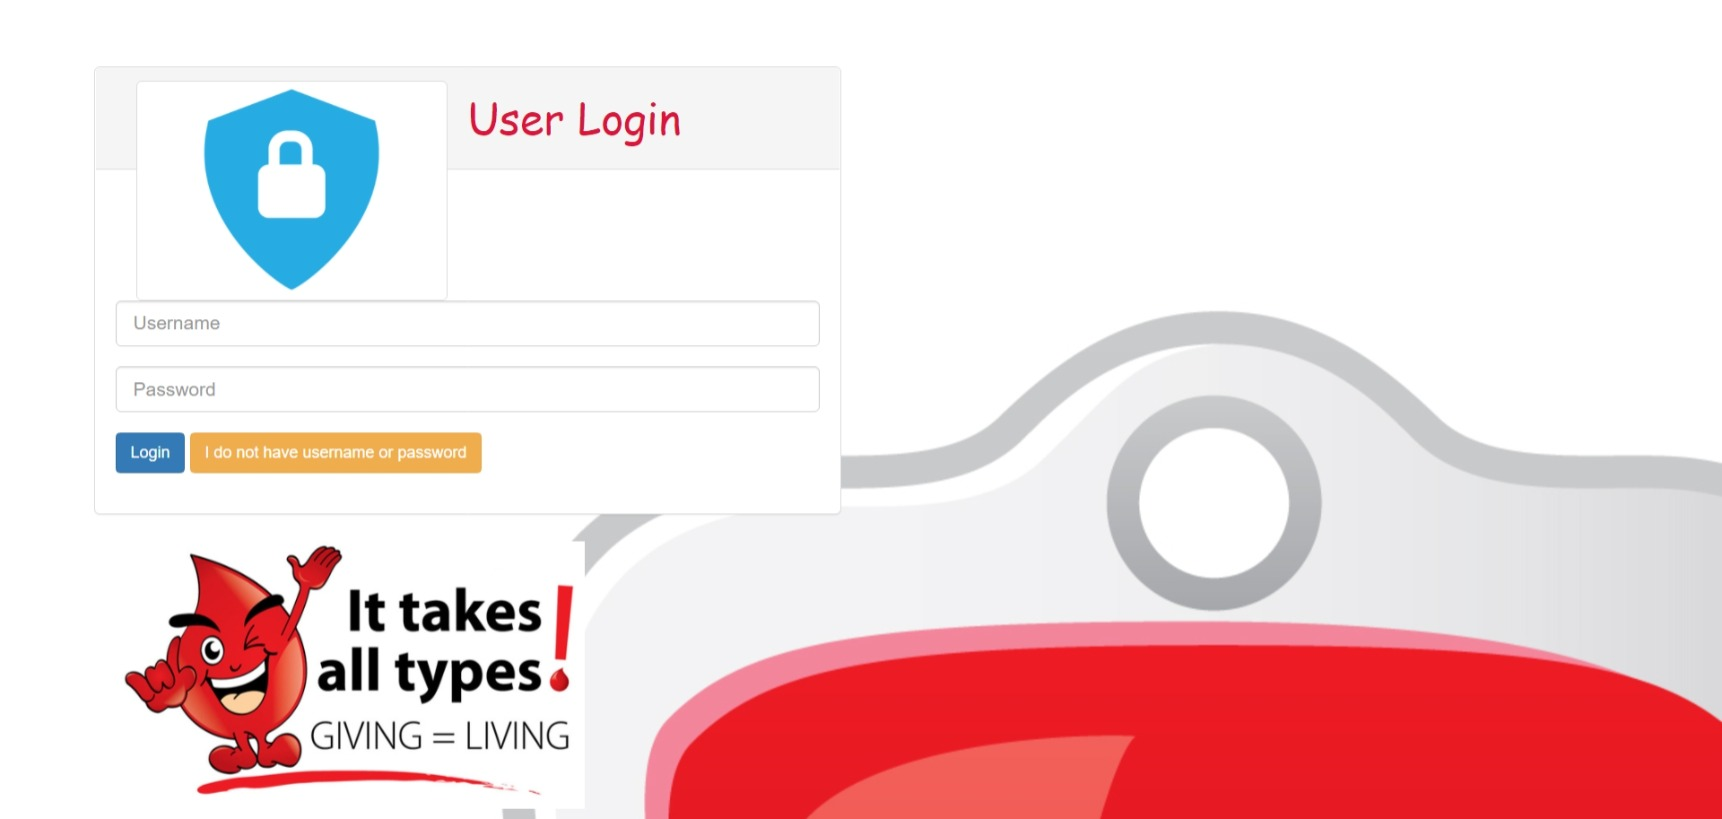 User Login
Username
Password
Login
I do not have username or password
It takes
all types!
GIVING = LIVING